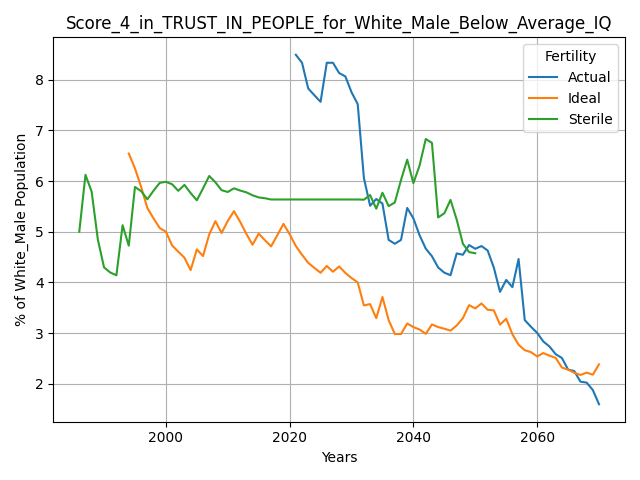 Score_4_in_TRUST_IN_PEOPLE_for_White_Male_Below_Average_IQ
% of White_Male Population
8
7
6
5
4
3
2
Fertility
Actual
Ideal
Sterile
2000
2020
2040
2060
Years